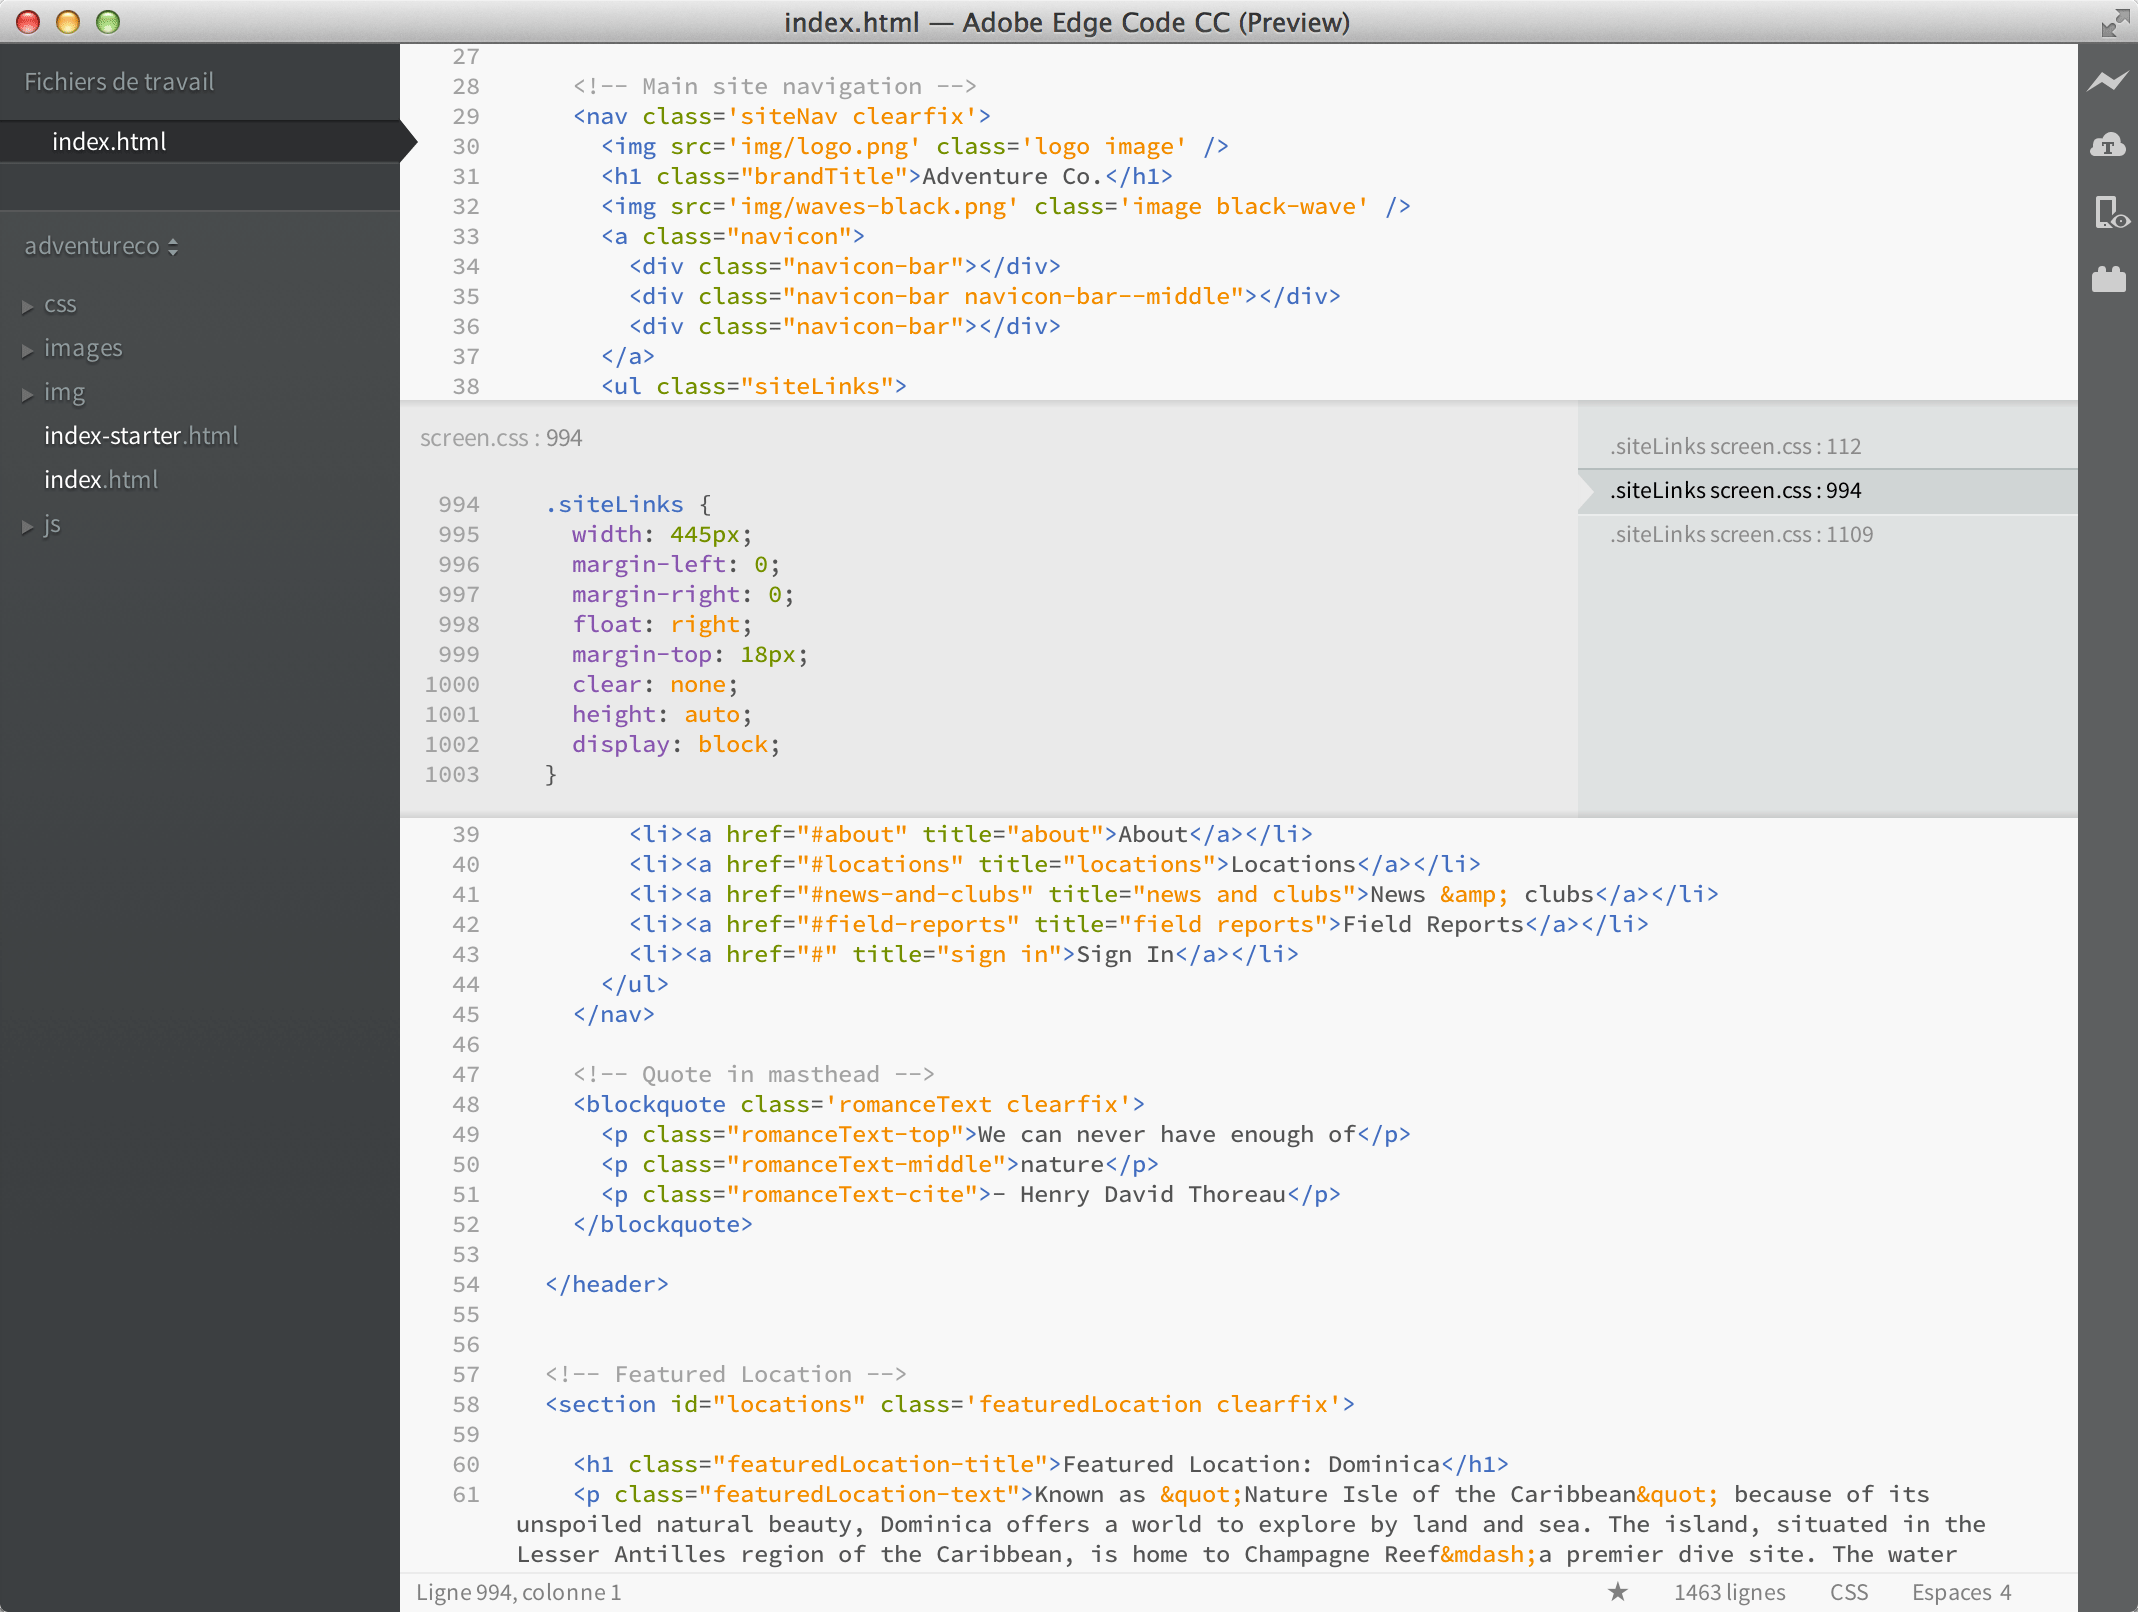 index.html — Adobe Edge Code CC (Preview)
Fichiers de travail
index.html
adventureco
css
images
img
index-starter.html
index.html
js
27
28 <!-- Main site navigation -->
29 <nav class='siteNav clearfix'>
30 <img src='img/logo.png' class='logo image' />
31 <h1 class="brandTitle">Adventure Co.</h1>
32 <img src='img/waves-black.png' class='image black-wave' />
33 <a class="navicon">
34 <div class="navicon-bar"></div>
35 <div class="navicon-bar navicon-bar--middle"></div>
36 <div class="navicon-bar"></div>
37 </a>
38 <ul class="siteLinks">
screen.css : 994
994 .siteLinks {
995 width: 445px;
996 margin-left: 0;
997 margin-right: 0;
998 float: right;
999 margin-top: 18px;
1000 clear: none;
1001 height: auto;
1002 display: block;
1003 }
.siteLinks screen.css : 112
.siteLinks screen.css : 994
.siteLinks screen.css : 1109
39 <li><a href="#about" title="about">About</a></li>
40 <li><a href="#locations" title="locations">Locations</a></li>
41 <li><a href="#news-and-clubs" title="news and clubs">News &amp; clubs</a></li>
42 <li><a href="#field-reports" title="field reports">Field Reports</a></li>
43 <li><a href="#" title="sign in">Sign In</a></li>
44 </ul>
45 </nav>
46
47 <!-- Quote in masthead -->
48 <blockquote class='romanceText clearfix'>
49 <p class="romanceText-top">We can never have enough of</p>
50 <p class="romanceText-middle">nature</p>
51 <p class="romanceText-cite">- Henry David Thoreau</p>
52 </blockquote>
53
54 </header>
55
56
57 <!-- Featured Location -->
58 <section id="locations" class='featuredLocation clearfix'>
59
60 <h1 class="featuredLocation-title">Featured Location: Dominica</h1>
61 <p class="featuredLocation-text">Known as &quot;Nature Isle of the Caribbean&quot; because of its
unspoiled natural beauty, Dominica offers a world to explore by land and sea. The island, situated in the
Lesser Antilles region of the Caribbean, is home to Champagne Reef&mdash;a premier dive site. The water
Ligne 994, colonne 1
1463 lignes
CSS
Espaces 4